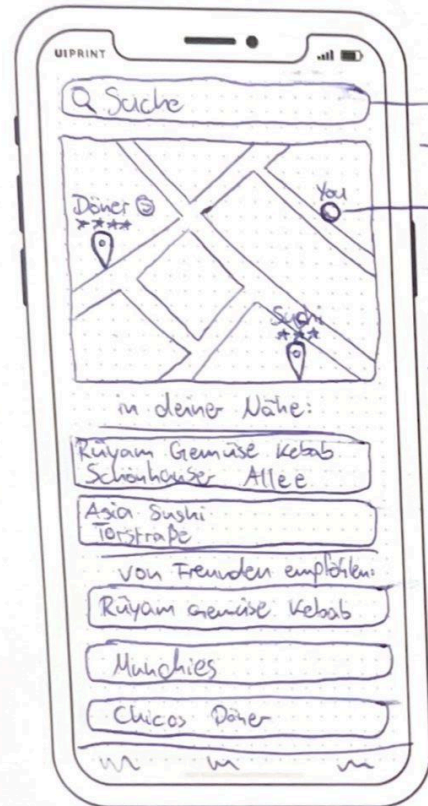 UIPRINT
Suche
You
Döner
Sushi
in deiner Nähe:
Rüyam Gemüse Kebab
Schönhauser Allee
Asia Sushi
Torstraße
von Freunden empfohlen:
Rüyam Gemüse Kebab
Munchies
Chicos Döner